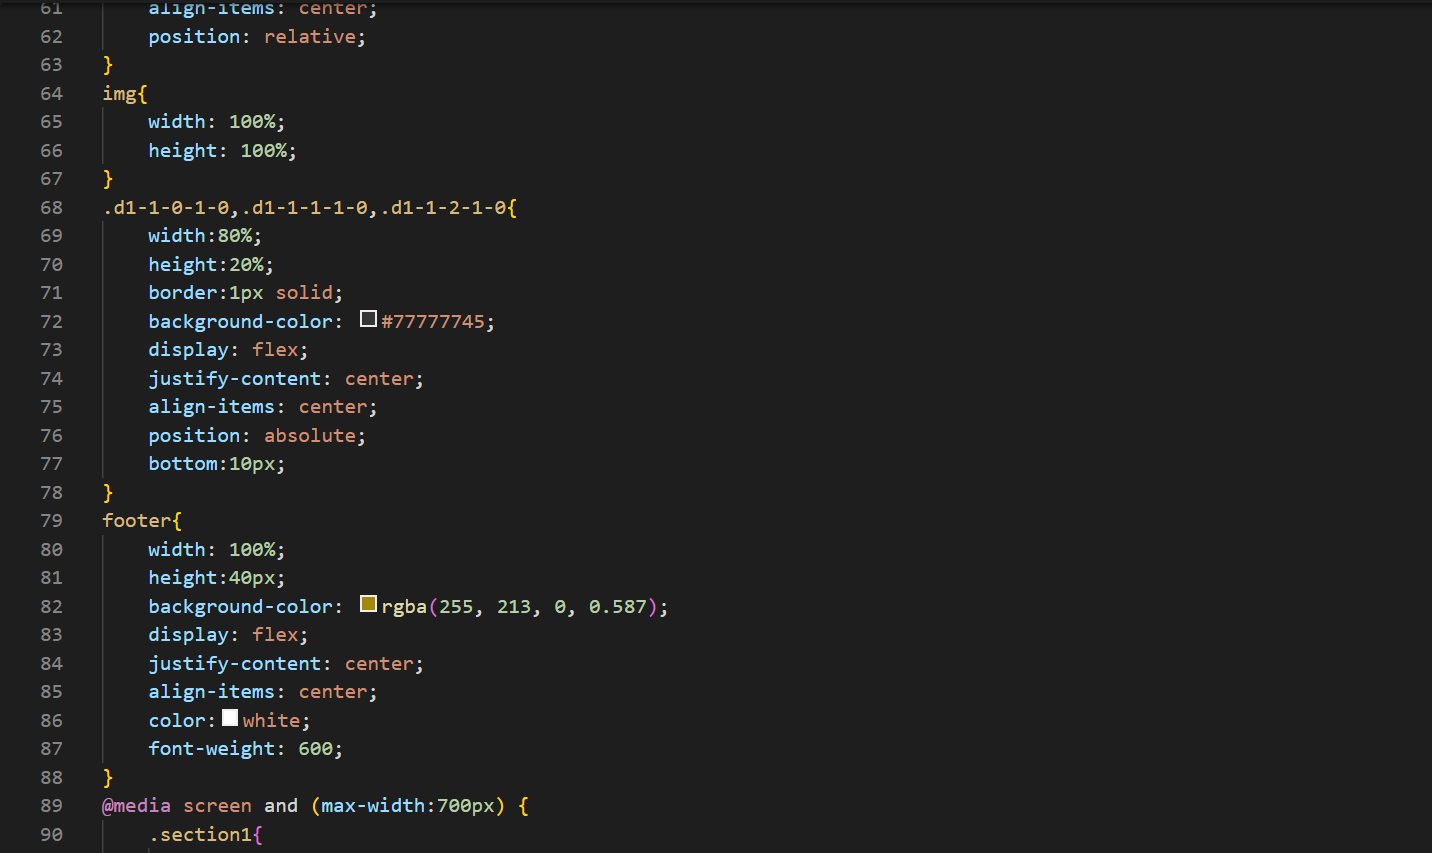 61 align-items: center;
62 position: relative;
63 }
64 img{
65 width: 100%;
66 height: 100%;
67 }
68 .d1-1-0-1-0,.d1-1-1-1-0,.d1-1-2-1-0{
69 width:80%;
70 height:20%;
71 border:1px solid;
72 background-color: #77777745;
73 display: flex;
74 justify-content: center;
75 align-items: center;
76 position: absolute;
77 bottom:10px;
78 }
79 footer{
80 width: 100%;
81 height:40px;
82 background-color: rgba(255, 213, 0, 0.587);
83 display: flex;
84 justify-content: center;
85 align-items: center;
86 color: white;
87 font-weight: 600;
88 }
89 @media screen and (max-width:700px) {
90 .section1{